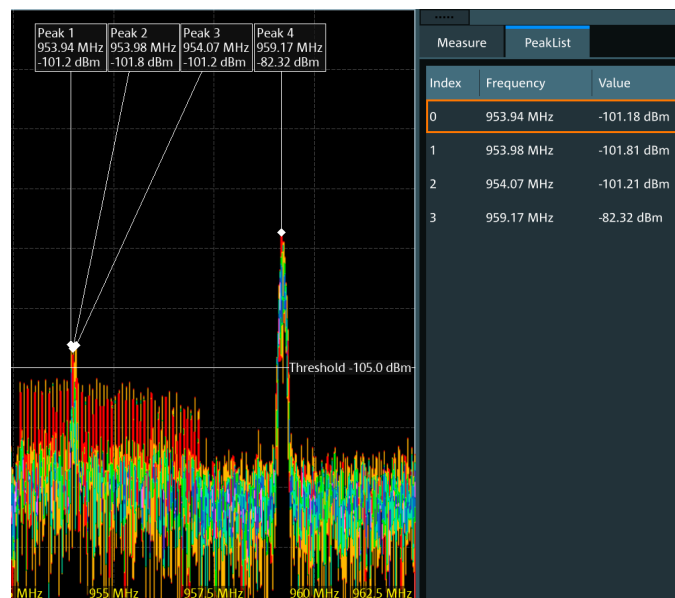 Peak 1
953.94 MHz
-101.2 dBm
Peak 2
953.98 MHz
-101.8 dBm
Peak 3
954.07 MHz
-101.2 dBm
Peak 4
959.17 MHz
-82.32 dBm
Threshold -105.0 dBm
MHz
955 MHz
957.5 MHz
960 MHz
962.5 MHz
Measure
PeakList
Index Frequency Value
0 953.94 MHz -101.18 dBm
1 953.98 MHz -101.81 dBm
2 954.07 MHz -101.21 dBm
3 959.17 MHz -82.32 dBm